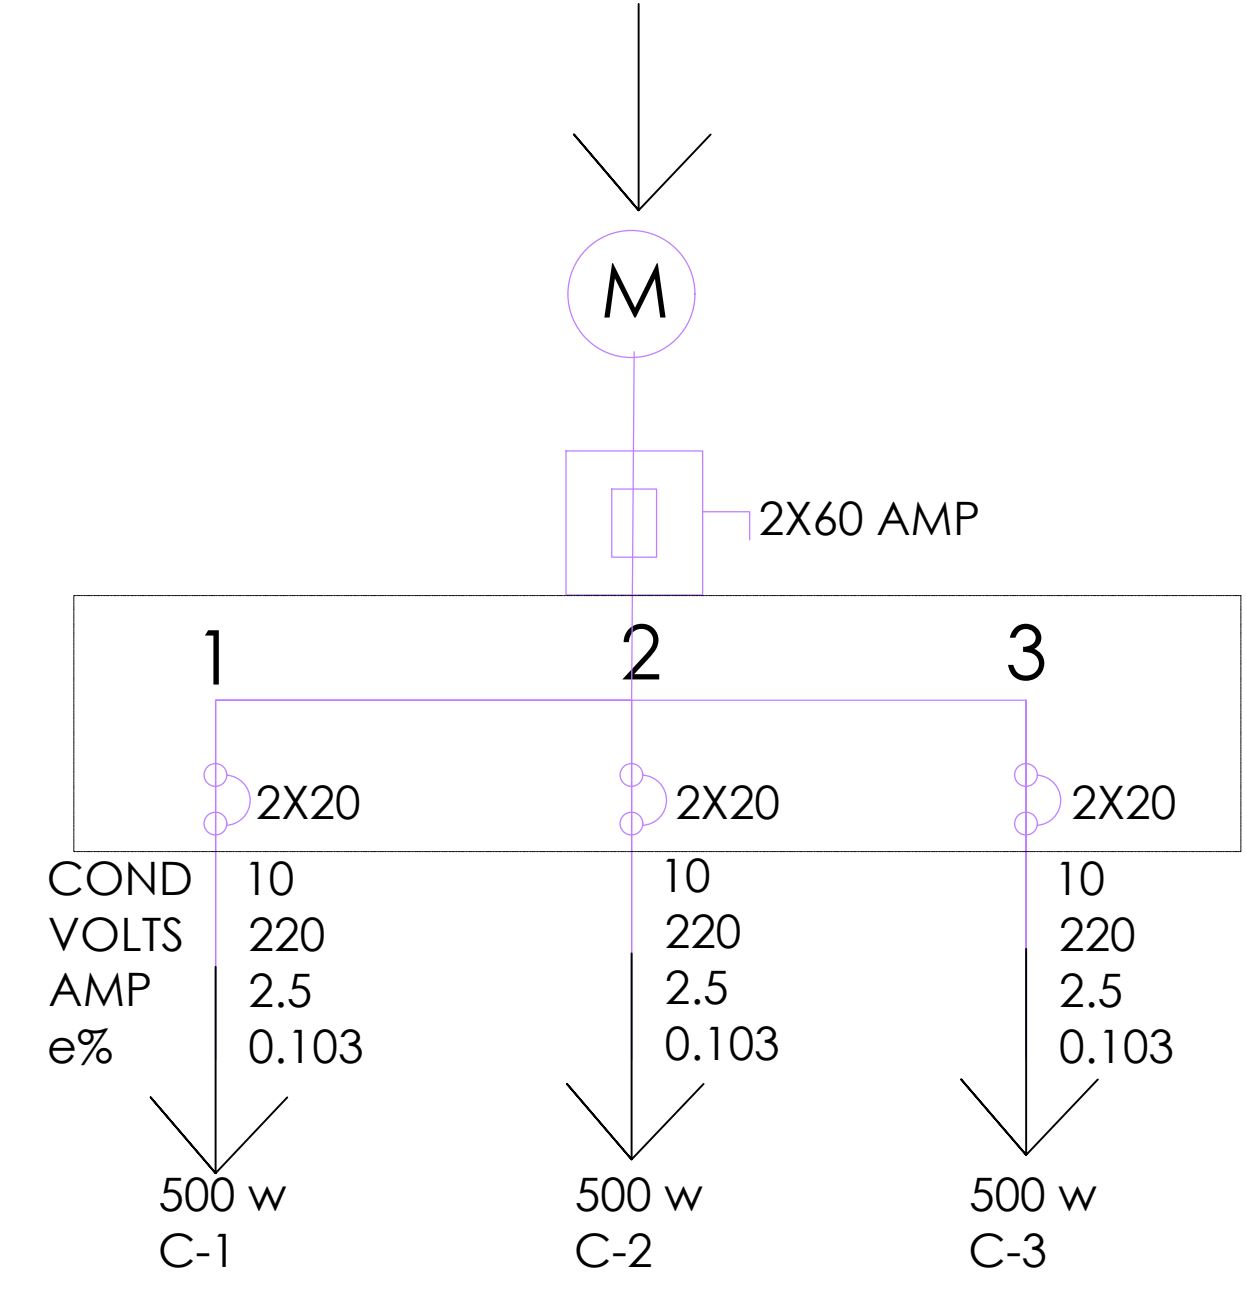 M
2X60 AMP
1 2 3
2X20 2X20 2X20
COND 10 10 10
VOLTS 220 220 220
AMP 2.5 2.5 2.5
e% 0.103 0.103 0.103
500 w 500 w 500 w
C-1 C-2 C-3